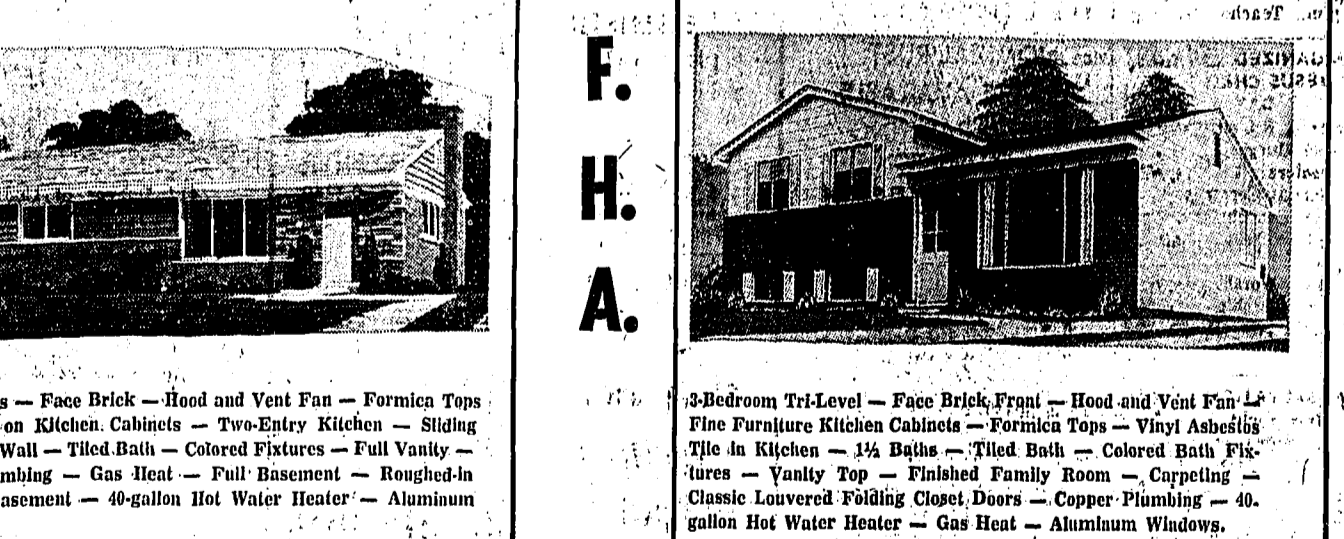 s — Face Brick — Hood and Vent Fan — Formica Tops
on Kitchen Cabinets — Two-Entry Kitchen — Sliding
Wall — Tiled Bath — Colored Fixtures — Full Vanity —
mbing — Gas Heat — Full Basement — Roughed-in
asement — 40-gallon Hot Water Heater — Aluminum
F.
H.
A.
3-Bedroom Tri-Level — Face Brick Front — Hood and Vent Fan —
Fine Furniture Kitchen Cabinets — Formica Tops — Vinyl Asbestos
Tile in Kitchen — 1½ Baths — Tiled Bath — Colored Bath Fix-
tures — Vanity Top — Finished Family Room — Carpeting —
Classic Louvered Folding Closet Doors — Copper Plumbing — 40-
gallon Hot Water Heater — Gas Heat — Aluminum Windows.